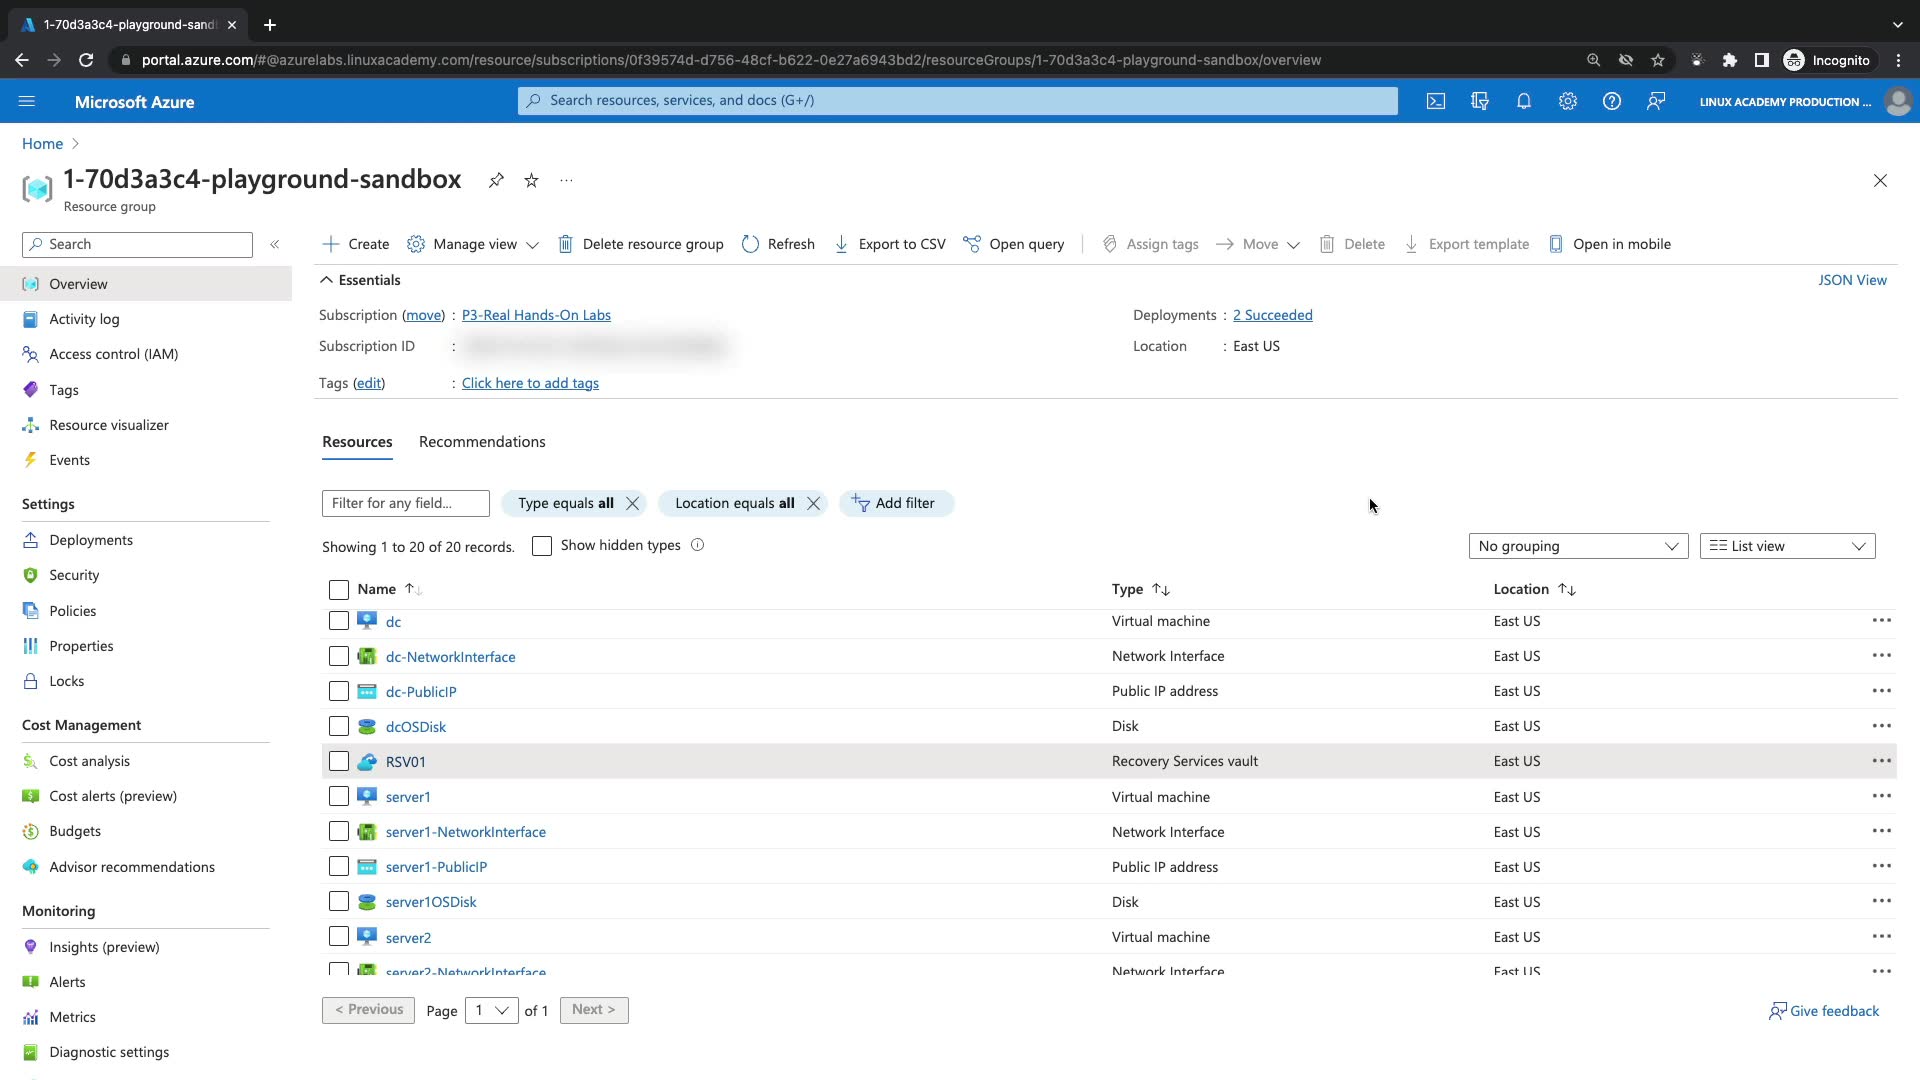 1-70d3a3c4-playground-sand
portal.azure.com/#@azurelabs.linuxacademy.com/resource/subscriptions/0f39574d-d756-48cf-b622-0e27a6943bd2/resourceGroups/1-70d3a3c4-playground-sandbox/overview
Incognito
Microsoft Azure
Search resources, services, and docs (G+/)
LINUX ACADEMY PRODUCTION ...
Home
1-70d3a3c4-playground-sandbox
...
Resource group
Search
Create
Manage view
Delete resource group
Refresh
Export to CSV
Open query
Assign tags
Move
Delete
Export template
Open in mobile
Overview
Activity log
Access control (IAM)
Tags
Resource visualizer
Events
Settings
Deployments
Security
Policies
Properties
Locks
Cost Management
Cost analysis
Cost alerts (preview)
Budgets
Advisor recommendations
Monitoring
Insights (preview)
Alerts
Metrics
Diagnostic settings
Essentials
JSON View
Subscription (move) : P3-Real Hands-On Labs
Deployments : 2 Succeeded
Subscription ID :
Location : East US
Tags (edit) : Click here to add tags
Resources Recommendations
Filter for any field...
Type equals all
Location equals all
Add filter
Showing 1 to 20 of 20 records.
Show hidden types
No grouping
List view
Name Type Location
dc Virtual machine East US
dc-NetworkInterface Network Interface East US
dc-PublicIP Public IP address East US
dcOSDisk Disk East US
RSV01 Recovery Services vault East US
server1 Virtual machine East US
server1-NetworkInterface Network Interface East US
server1-PublicIP Public IP address East US
server1OSDisk Disk East US
server2 Virtual machine East US
server2-NetworkInterface Network Interface East US
< Previous
Page 1 of 1
Next >
Give feedback